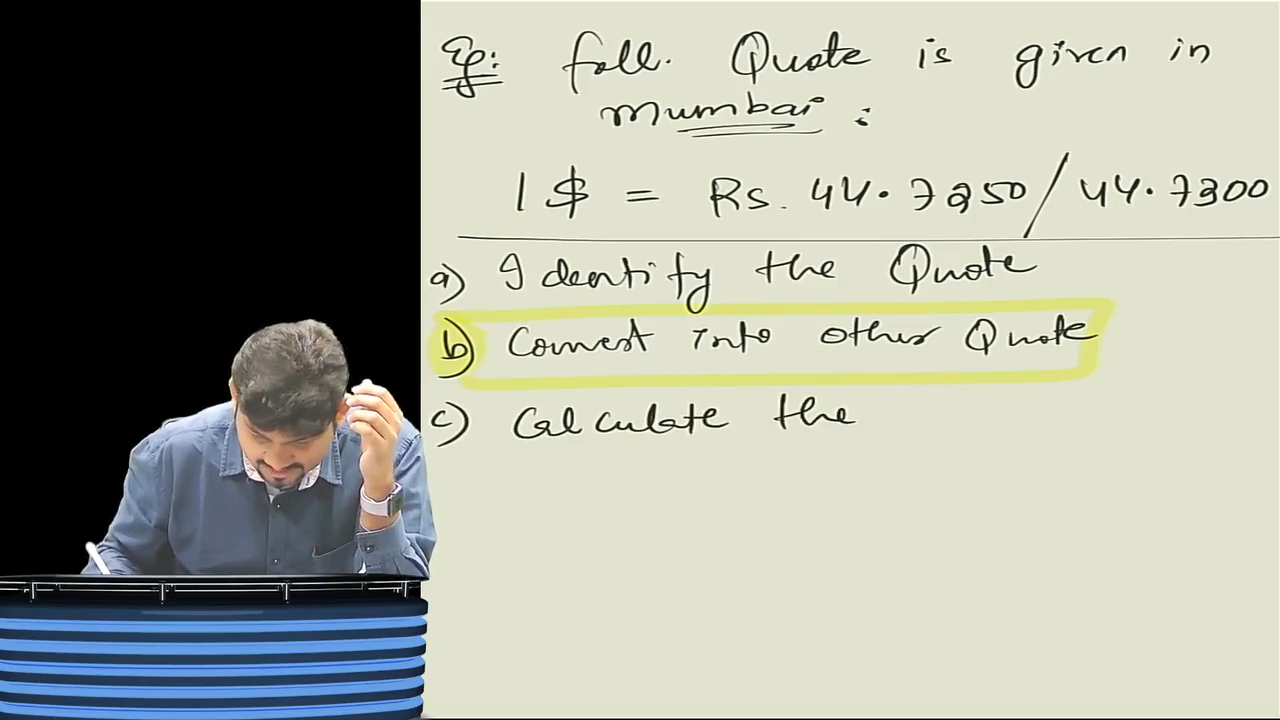 Eg: Foll. Quote is given in
Mumbai :
1 $ = Rs. 44.7250 / 44.7300
a) Identify the Quote
b) Convert into other Quote
c) Calculate the